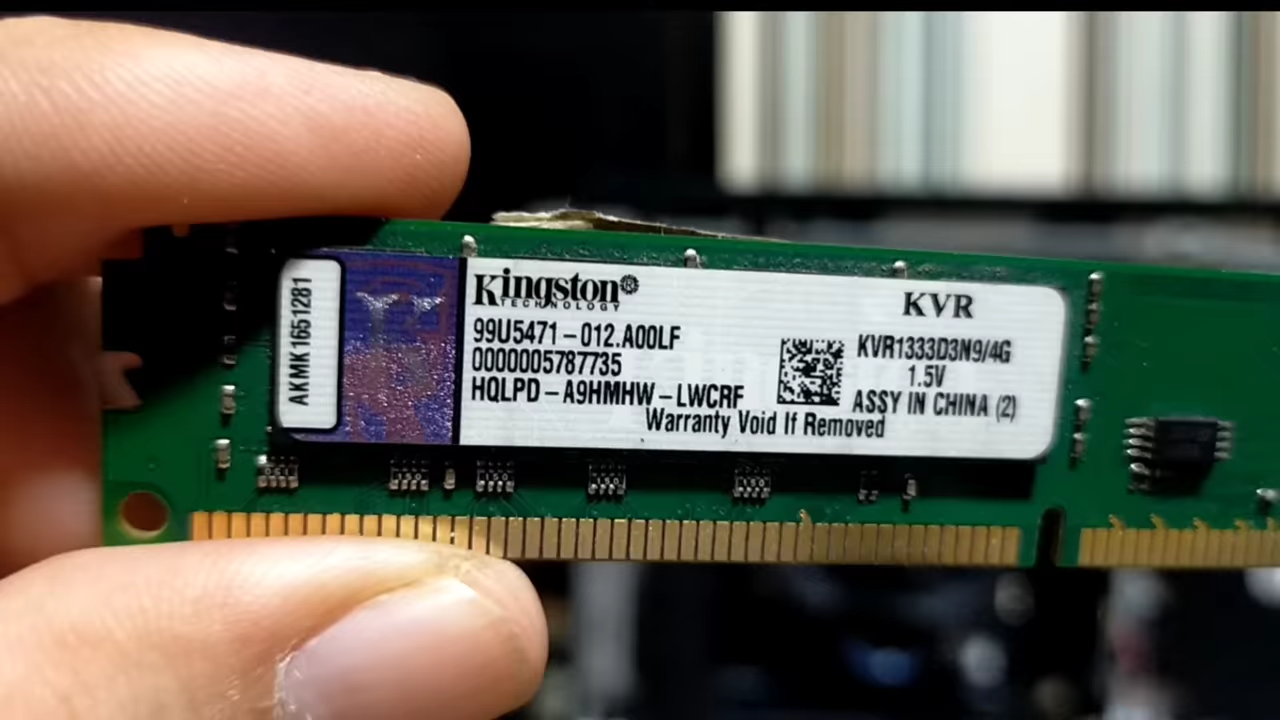 AKMK1651281
Kingston®
TECHNOLOGY
KVR
99U5471-012.A00LF
0000005787735
HQLPD-A9HMHW-LWCRF
KVR1333D3N9/4G
1.5V
ASSY IN CHINA (2)
Warranty Void If Removed